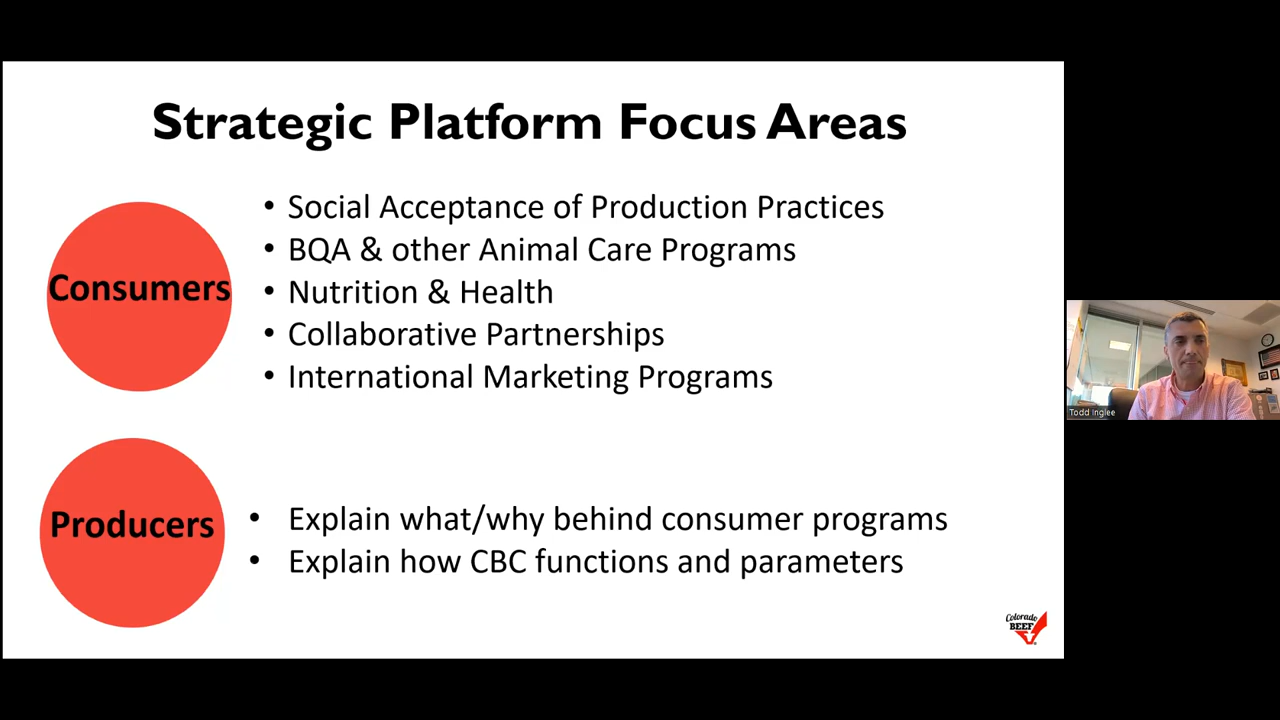 Strategic Platform Focus Areas
Consumers
• Social Acceptance of Production Practices
• BQA & other Animal Care Programs
• Nutrition & Health
• Collaborative Partnerships
• International Marketing Programs
Producers
• Explain what/why behind consumer programs
• Explain how CBC functions and parameters
Colorado
BEEF
Todd Inglee